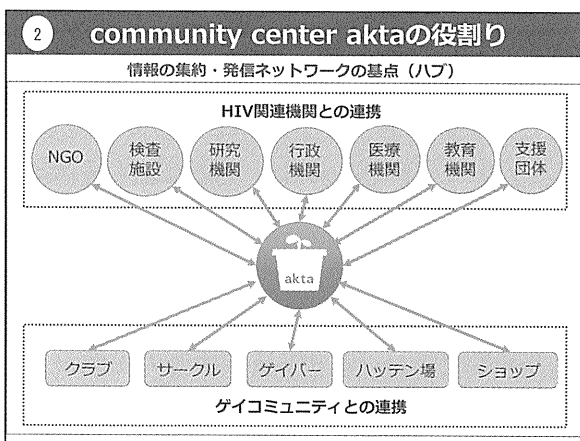 2
community center aktaの役割り
情報の集約・発信ネットワークの基点（ハブ）
HIV関連機関との連携
NGO
検査
施設
研究
機関
行政
機関
医療
機関
教育
機関
支援
団体
akta
クラブ
サークル
ゲイバー
ハッテン場
ショップ
ゲイコミュニティとの連携